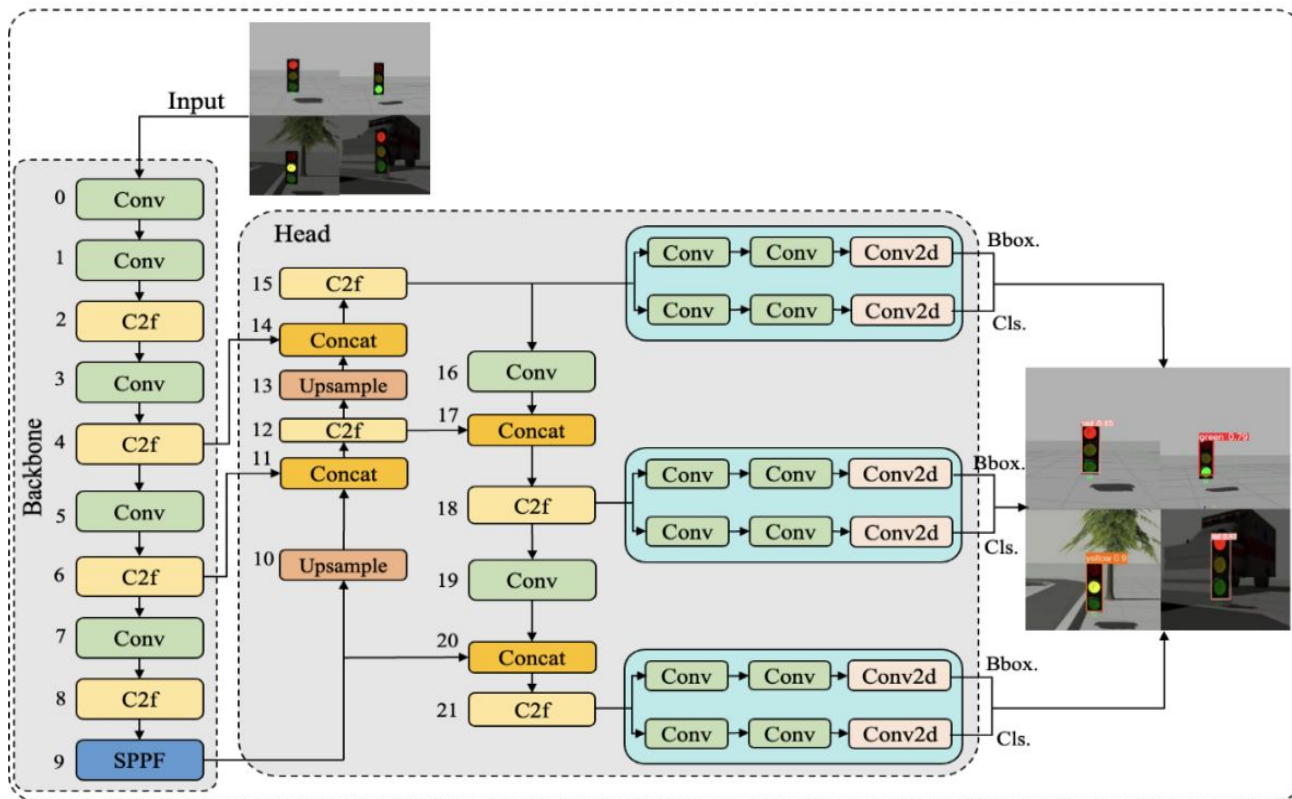 Input
Backbone
0
Conv
1
Conv
2
C2f
3
Conv
4
C2f
5
Conv
6
C2f
7
Conv
8
C2f
9
SPPF
Head
15
C2f
14
Concat
13
Upsample
12
C2f
11
Concat
10
Upsample
16
Conv
17
Concat
18
C2f
19
Conv
20
Concat
21
C2f
Conv Conv Conv2d Bbox.
Conv Conv Conv2d Cls.
Conv Conv Conv2d Bbox.
Conv Conv Conv2d Cls.
Conv Conv Conv2d Bbox.
Conv Conv Conv2d Cls.
green 0.79
yellow 0.9